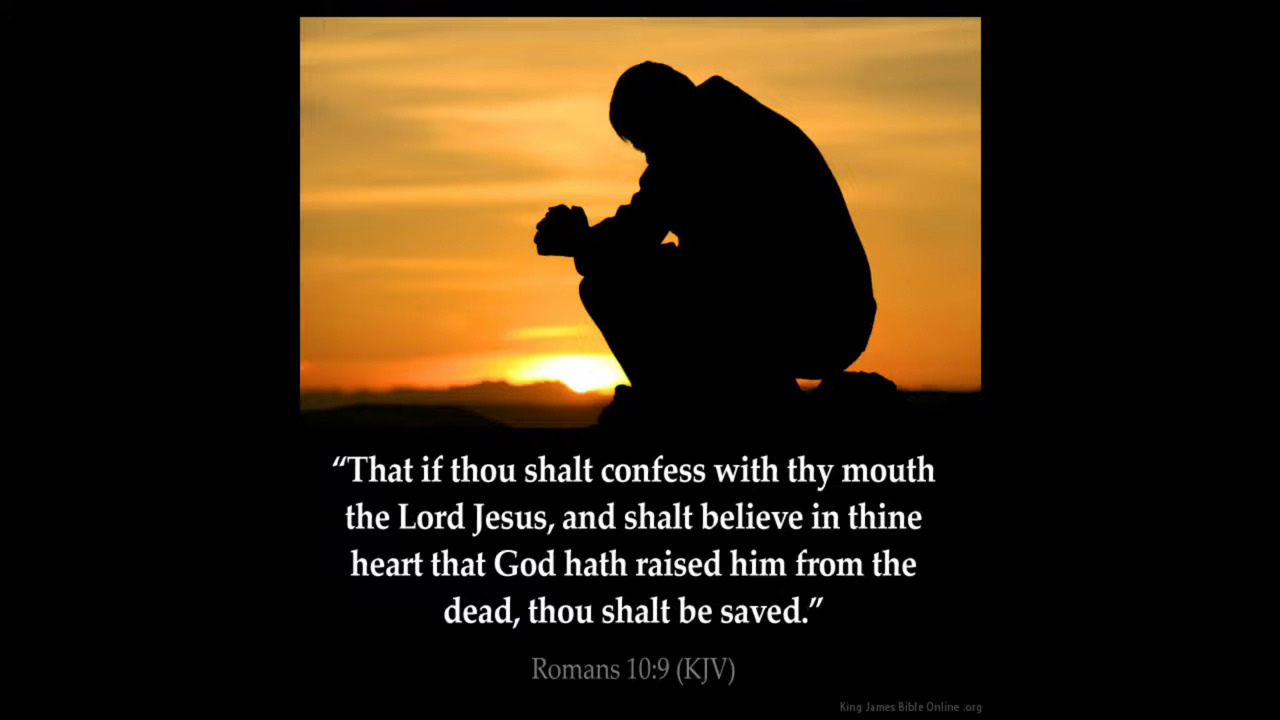 “That if thou shalt confess with thy mouth
the Lord Jesus, and shalt believe in thine
heart that God hath raised him from the
dead, thou shalt be saved.”
Romans 10:9 (KJV)
King James Bible Online .org